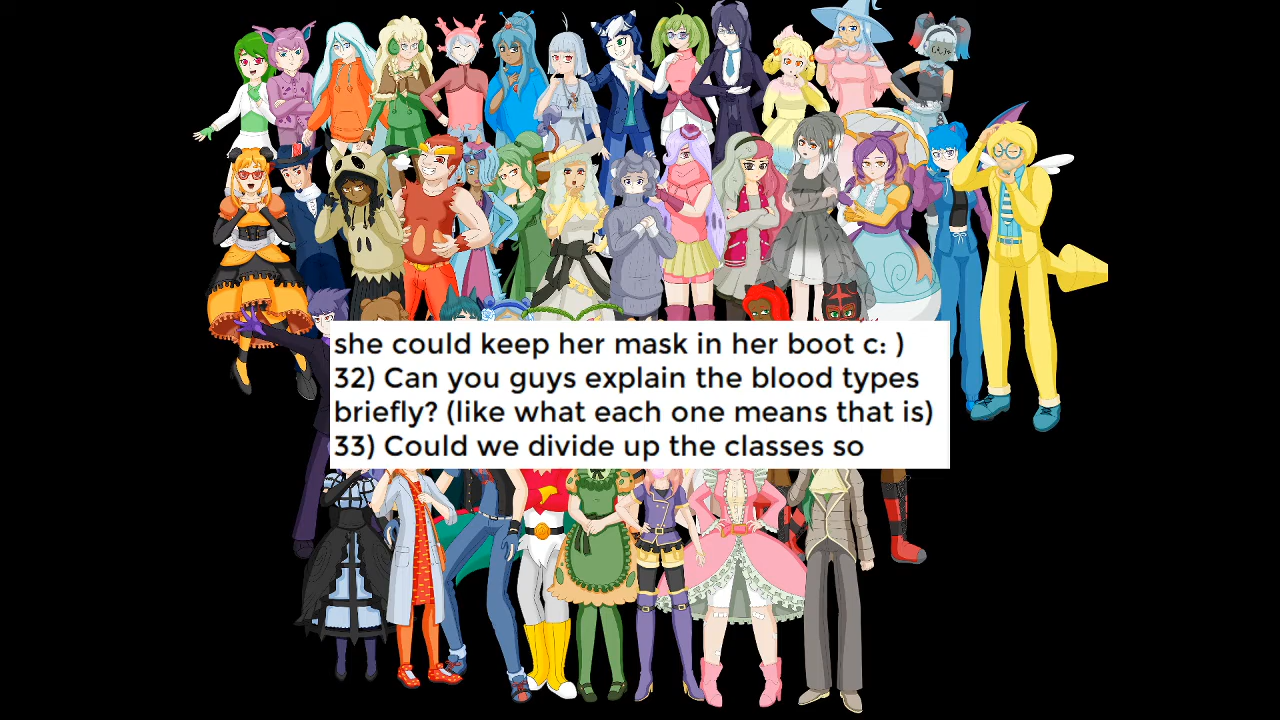 she could keep her mask in her boot c: )
32) Can you guys explain the blood types
briefly? (like what each one means that is)
33) Could we divide up the classes so